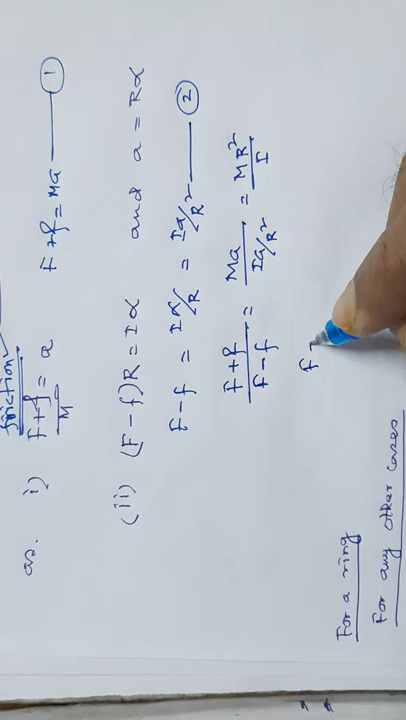 friction
as. i) F+f/M = a F+f = Ma —— ①
(ii) (F-f)R = Iα and a = Rα
F-f = Iα/R = Ia/R² —— ②
F+f/F-f = Ma/Ia/R² = MR²/I
f -
For a ring
For any other cases